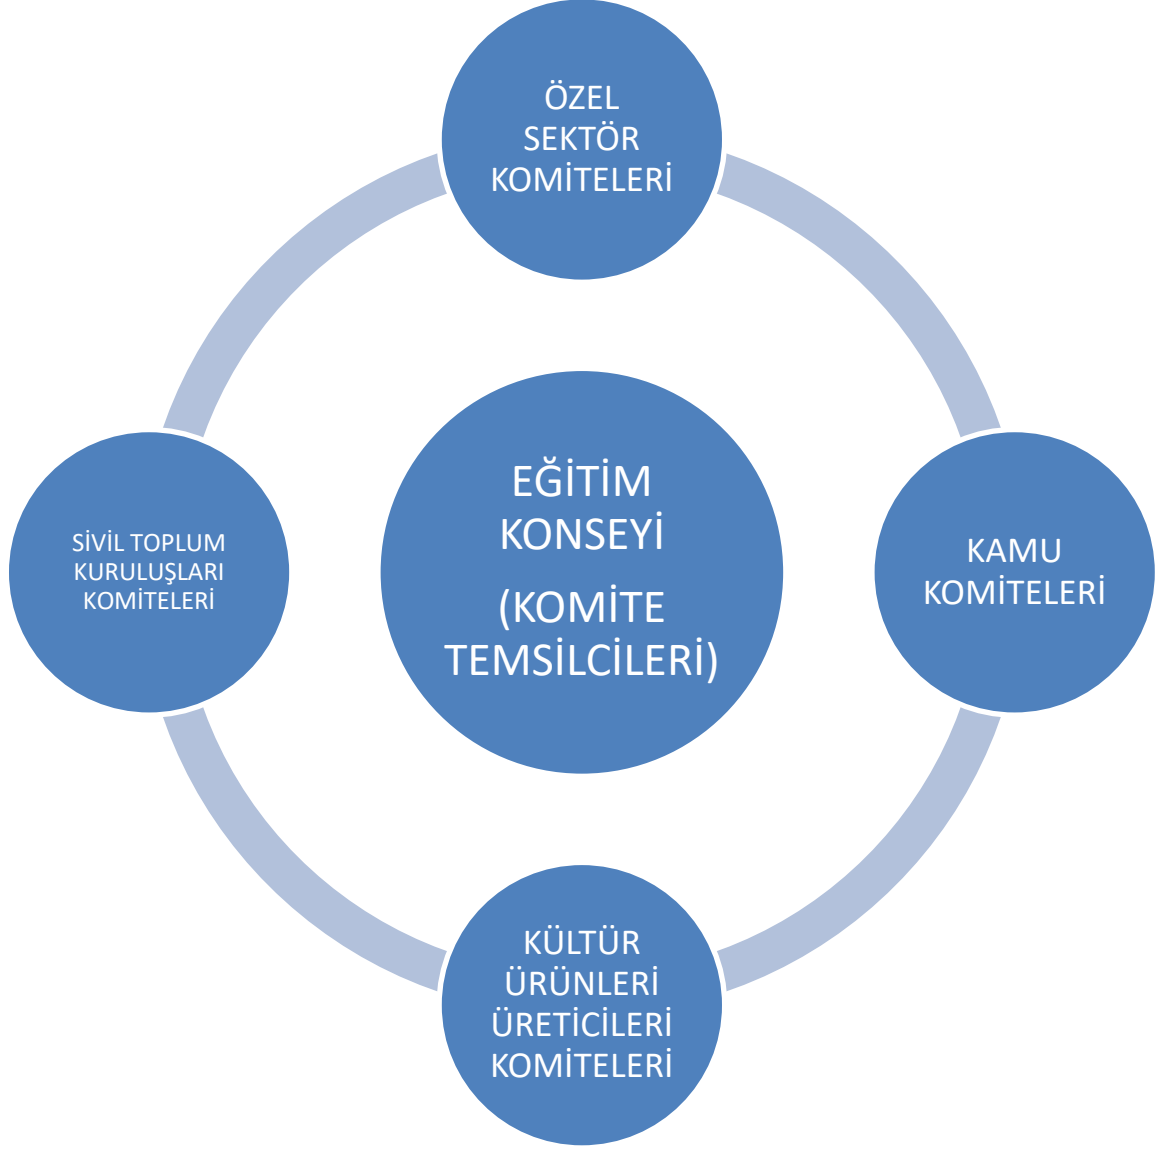 ÖZEL
SEKTÖR
KOMİTELERİ
SİVİL TOPLUM
KURULUŞLARI
KOMİTELERİ
EĞİTİM
KONSEYİ
(KOMİTE
TEMSİLCİLERİ)
KAMU
KOMİTELERİ
KÜLTÜR
ÜRÜNLERİ
ÜRETİCİLERİ
KOMİTELERİ